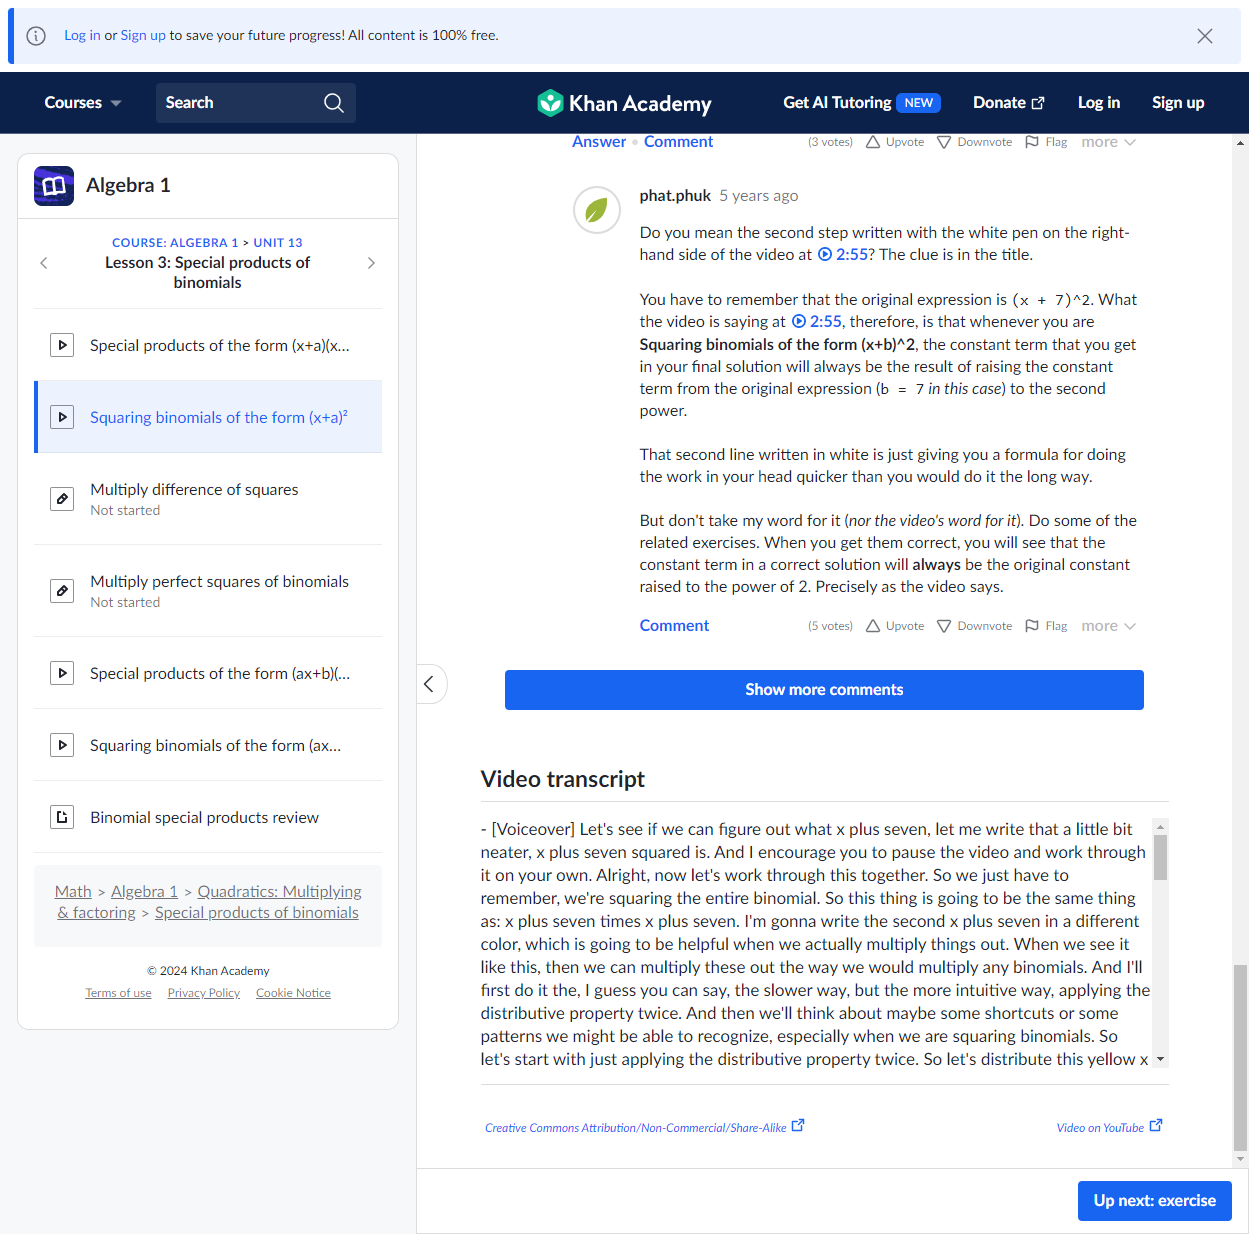 Log in or Sign up to save your future progress! All content is 100% free.
Courses
Search
Khan Academy
Get AI Tutoring NEW
Donate
Log in
Sign up
Algebra 1
COURSE: ALGEBRA 1 > UNIT 13
Lesson 3: Special products of
binomials
Special products of the form (x+a)(x...
Squaring binomials of the form (x+a)²
Multiply difference of squares
Not started
Multiply perfect squares of binomials
Not started
Special products of the form (ax+b)(...
Squaring binomials of the form (ax...
Binomial special products review
Math > Algebra 1 > Quadratics: Multiplying
& factoring > Special products of binomials
© 2024 Khan Academy
Terms of use Privacy Policy Cookie Notice
Answer • Comment (3 votes) Upvote Downvote Flag more
phat.phuk 5 years ago
Do you mean the second step written with the white pen on the right-
hand side of the video at 2:55? The clue is in the title.
You have to remember that the original expression is (x + 7)^2. What
the video is saying at 2:55, therefore, is that whenever you are
Squaring binomials of the form (x+b)^2, the constant term that you get
in your final solution will always be the result of raising the constant
term from the original expression (b = 7 in this case) to the second
power.
That second line written in white is just giving you a formula for doing
the work in your head quicker than you would do it the long way.
But don't take my word for it (nor the video's word for it). Do some of the
related exercises. When you get them correct, you will see that the
constant term in a correct solution will always be the original constant
raised to the power of 2. Precisely as the video says.
Comment (5 votes) Upvote Downvote Flag more
Show more comments
Video transcript
- [Voiceover] Let's see if we can figure out what x plus seven, let me write that a little bit
neater, x plus seven squared is. And I encourage you to pause the video and work through
it on your own. Alright, now let's work through this together. So we just have to
remember, we're squaring the entire binomial. So this thing is going to be the same thing
as: x plus seven times x plus seven. I'm gonna write the second x plus seven in a different
color, which is going to be helpful when we actually multiply things out. When we see it
like this, then we can multiply these out the way we would multiply any binomials. And I'll
first do it the, I guess you can say, the slower way, but the more intuitive way, applying the
distributive property twice. And then we'll think about maybe some shortcuts or some
patterns we might be able to recognize, especially when we are squaring binomials. So
let's start with just applying the distributive property twice. So let's distribute this yellow x
Creative Commons Attribution/Non-Commercial/Share-Alike
Video on YouTube
Up next: exercise